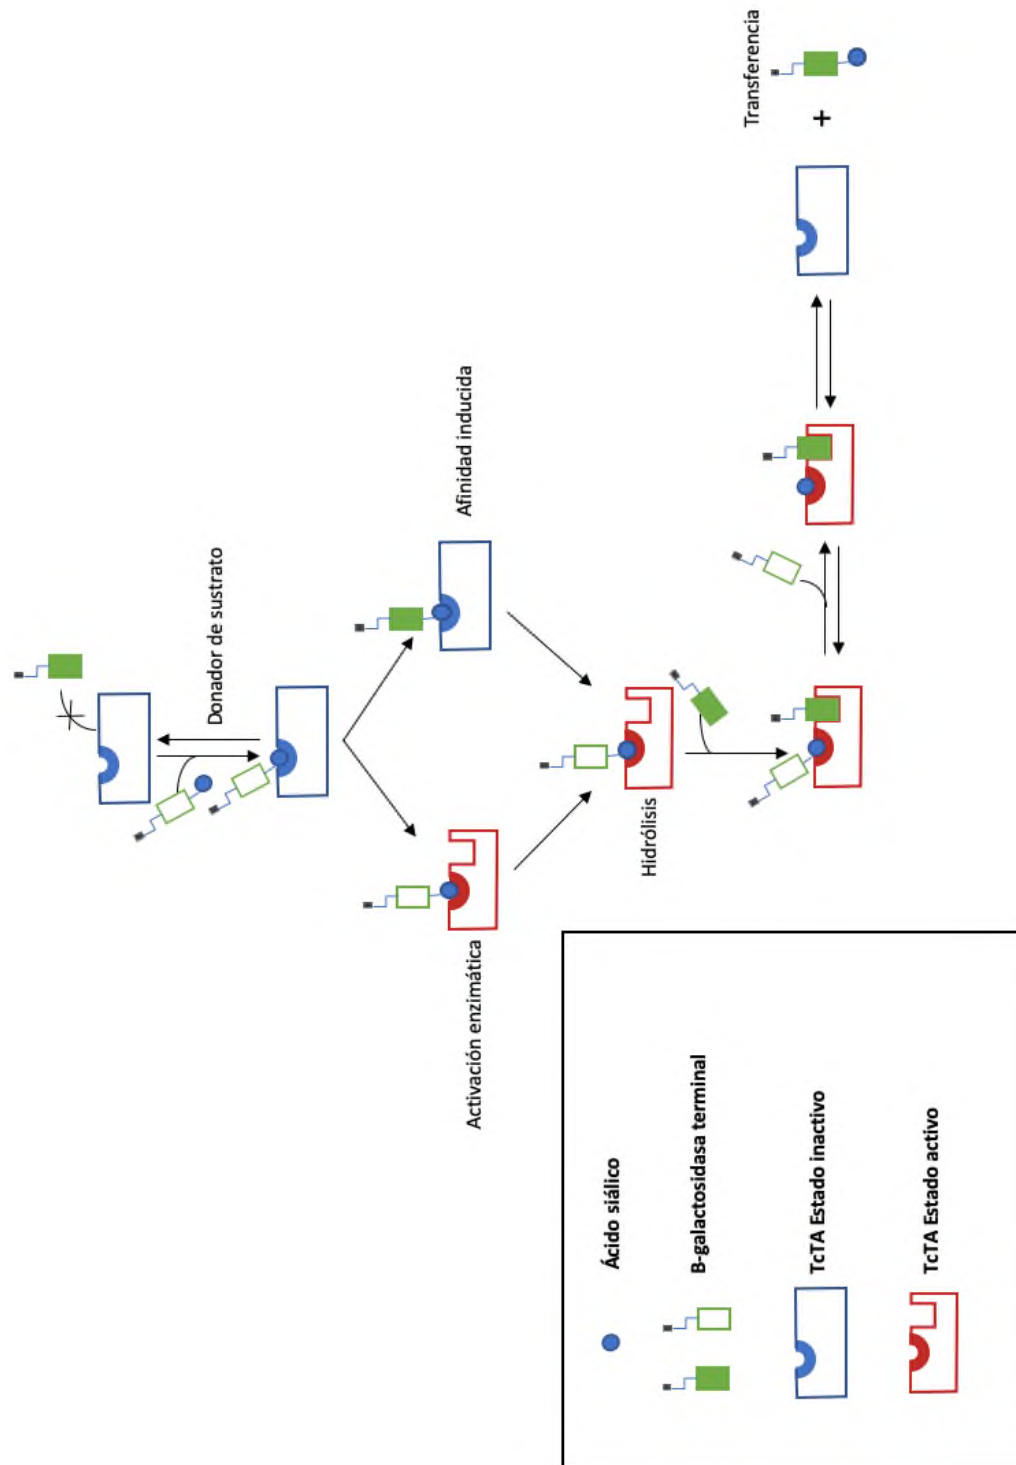 Donador de sustrato
Activación enzimática
Afinidad inducida
Hidrólisis
Transferencia
+
Ácido siálico
B-galactosidasa terminal
TcTA Estado inactivo
TcTA Estado activo